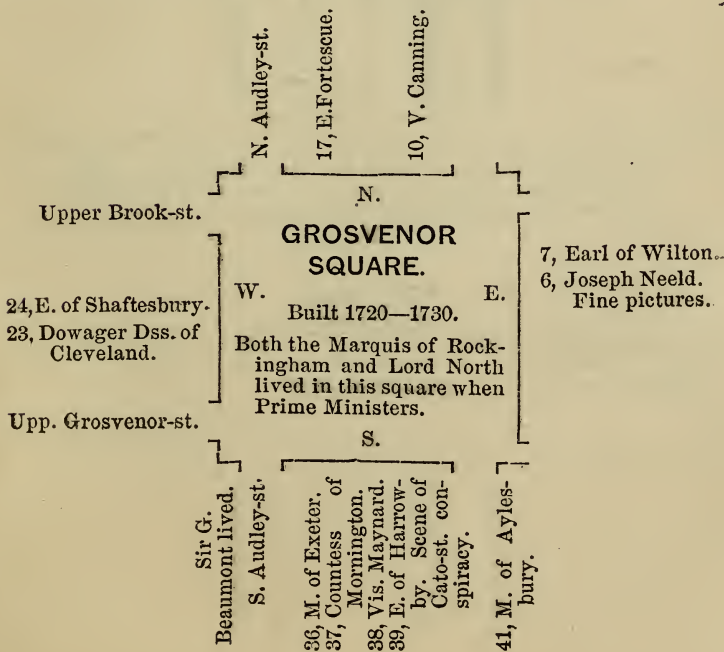 N. Audley-st.
17, E.Fortescue.
10, V. Canning.
N.
Upper Brook-st.
GROSVENOR
SQUARE.
W.
E.
Built 1720—1730.
Both the Marquis of Rock-
ingham and Lord North
lived in this square when
Prime Ministers.
24, E. of Shaftesbury.
23, Dowager Dss. of
Cleveland.
7, Earl of Wilton.
6, Joseph Neeld.
Fine pictures.
Upp. Grosvenor-st.
S.
Sir G.
Beaumont lived.
S. Audley-st.
36, M. of Exeter.
37, Countess of
Mornington.
38, Vis. Maynard.
39, E. of Harrow-
by. Scene of
Cato-st. con-
spiracy.
41, M. of Ayles-
bury.